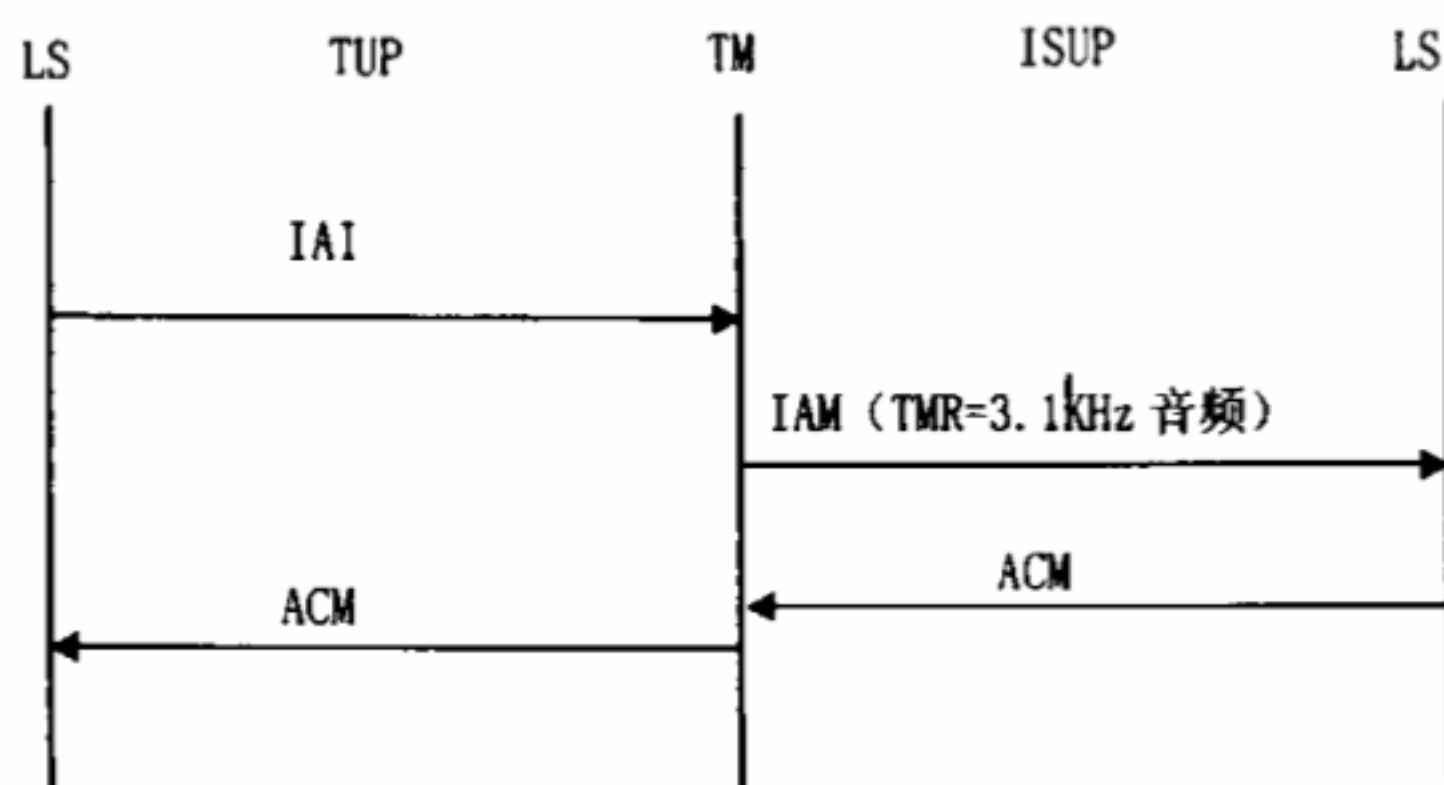 LS TUP TM ISUP LS
IAI
IAM（TMR=3.1kHz 音频）
ACM
ACM